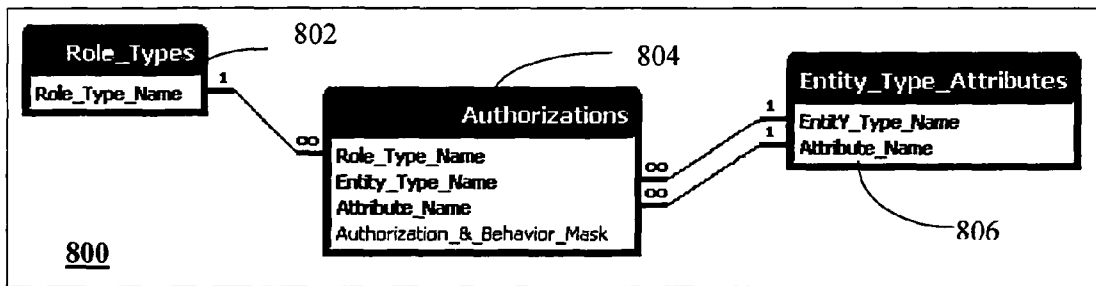 Role_Types
Role_Type_Name
1
802
∞
804
Authorizations
Role_Type_Name
Entity_Type_Name
Attribute_Name
Authorization_&_Behavior_Mask
∞
∞
1
1
Entity_Type_Attributes
EntitY_Type_Name
Attribute_Name
806
800